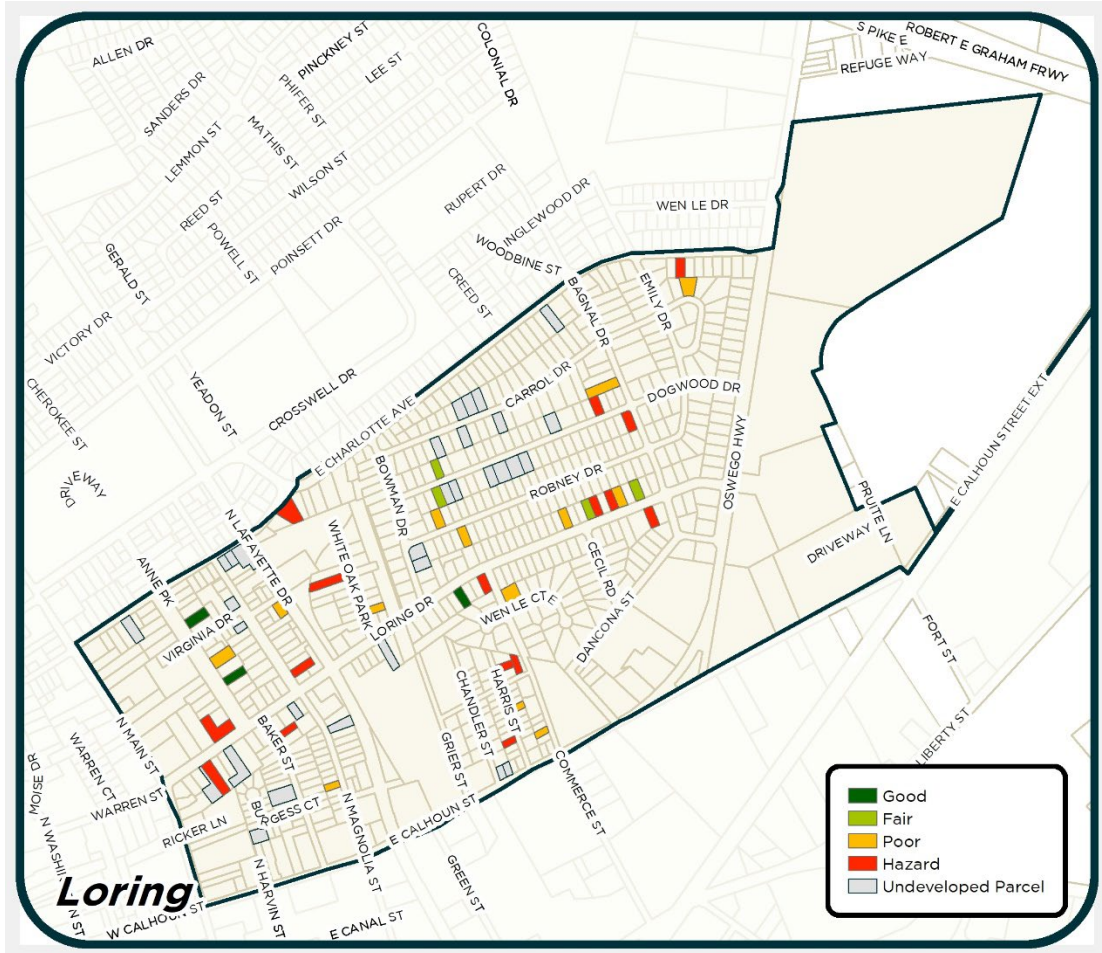 ALLEN DR
PINCKNEY ST
COLONIAL DR
S PIKE E
ROBERT E GRAHAM FRWY
REFUGE WAY
LEE ST
PHIFER ST
SANDERS DR
MATHIS ST
LEMMON ST
WILSON ST
RUPERT DR
INGLEWOOD DR
WEN LE DR
REED ST
POWELL ST
POINSETT DR
WOODBINE ST
GERALD ST
CREED ST
BAGNAL DR
EMILY DR
VICTORY DR
CHEROKEE ST
YEADON ST
CROSSWELL DR
E CHARLOTTE AVE
CARROL DR
DOGWOOD DR
E CALHOUN STREET EXT
OSWEGO HWY
DRIVEWAY
BOWMAN DR
ROBNEY DR
PRUITE LN
DRIVEWAY
N LAFAYETTE DR
WHITE OAK PARK
ANNE PK
CECIL RD
WEN LE CT E
LORING DR
VIRGINIA DR
DANCONA ST
FORT ST
HARRIS ST
CHANDLER ST
N MAIN ST
BAKER ST
GRIER ST
COMMERCE ST
LIBERTY ST
WARREN CT
MOISE DR
WARREN ST
RICKER LN
N MAGNOLIA ST
E CALHOUN ST
N HARVIN ST
GREEN ST
W CALHOUN ST
E CANAL ST
Loring
Good
Fair
Poor
Hazard
Undeveloped Parcel